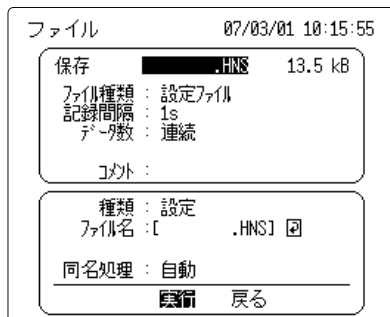 ファイル 07/03/01 10:15:55
保存 .HNS 13.5 kB
ファイル種類 : 設定ファイル
記録間隔 : 1s
データ数 : 連続
コメント :
種類 : 設定
ファイル名 :[ .HNS]
同名処理 : 自動
実行 戻る